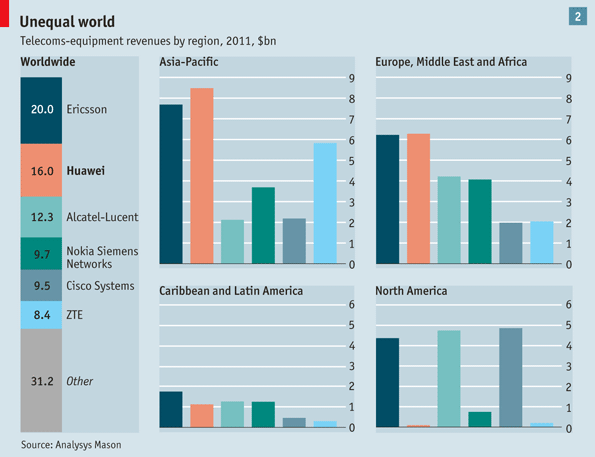 Unequal world
2
Telecoms-equipment revenues by region, 2011, $bn
Worldwide
20.0 Ericsson
16.0 Huawei
12.3 Alcatel-Lucent
9.7 Nokia Siemens
Networks
9.5 Cisco Systems
8.4 ZTE
31.2 Other
Asia-Pacific
9
8
7
6
5
4
3
2
1
0
Europe, Middle East and Africa
9
8
7
6
5
4
3
2
1
0
Caribbean and Latin America
6
5
4
3
2
1
0
North America
6
5
4
3
2
1
0
Source: Analysys Mason